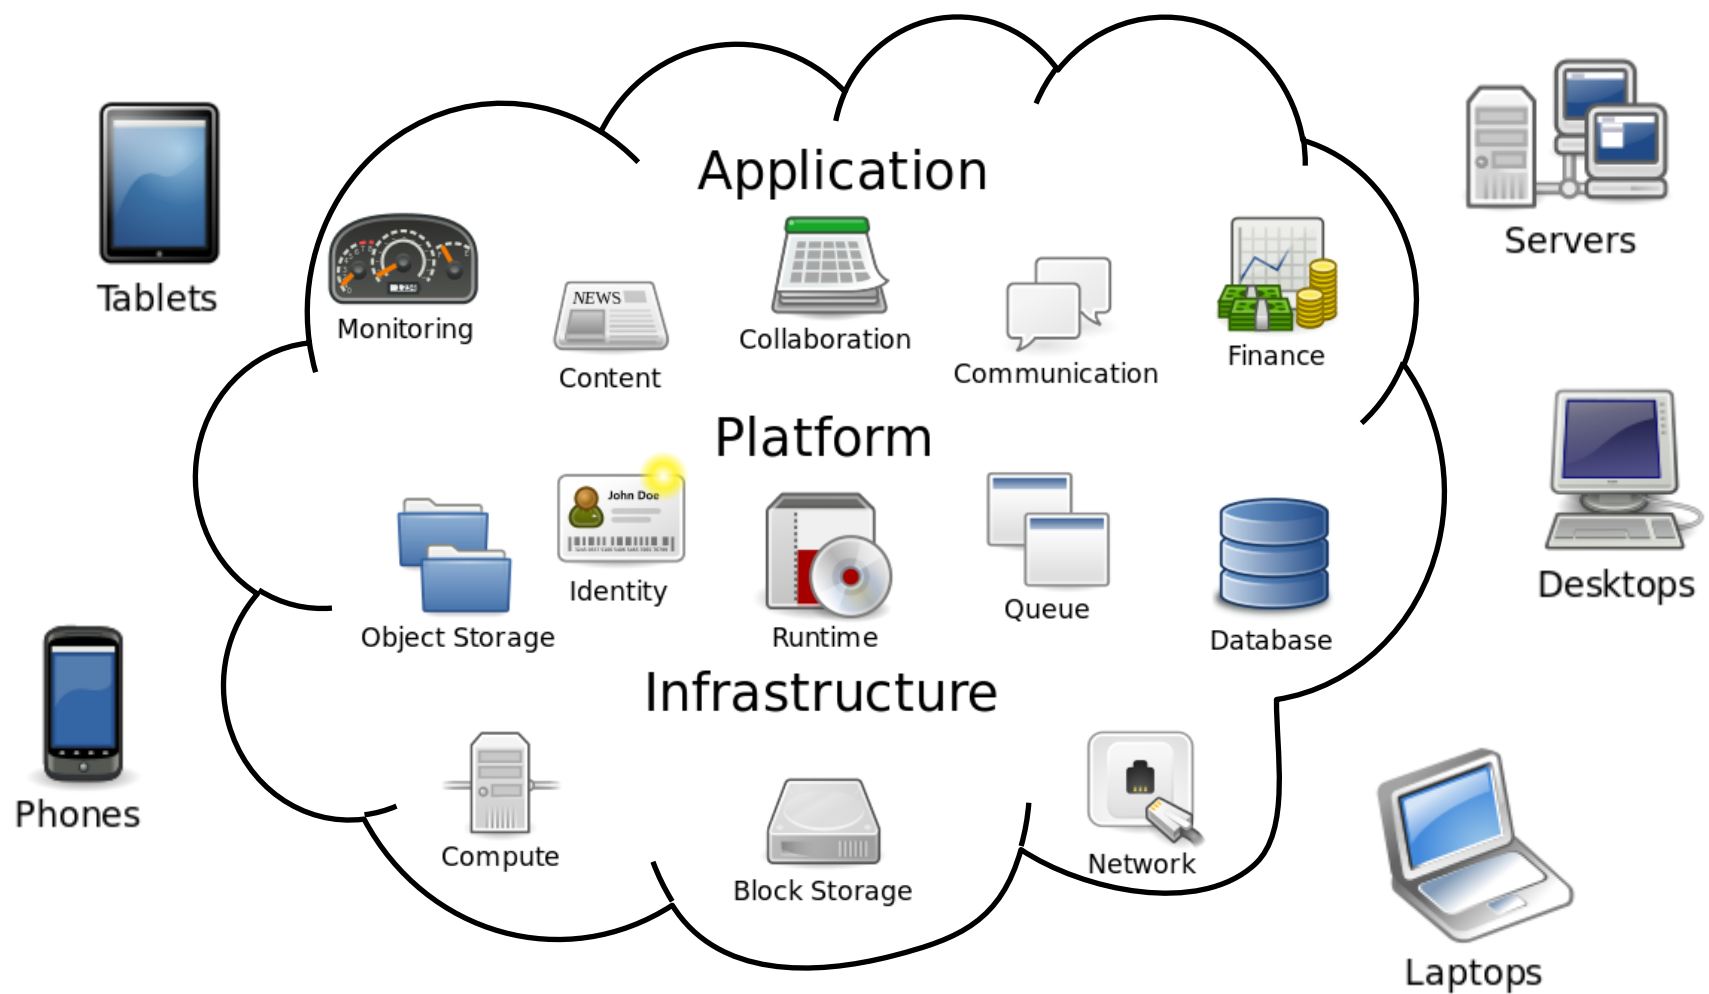 Application
Servers
Tablets
NEWS
Monitoring
Content
Collaboration
Communication
Finance
Platform
John Doe
Object Storage
Identity
Runtime
Queue
Database
Desktops
Infrastructure
Phones
Compute
Block Storage
Network
Laptops